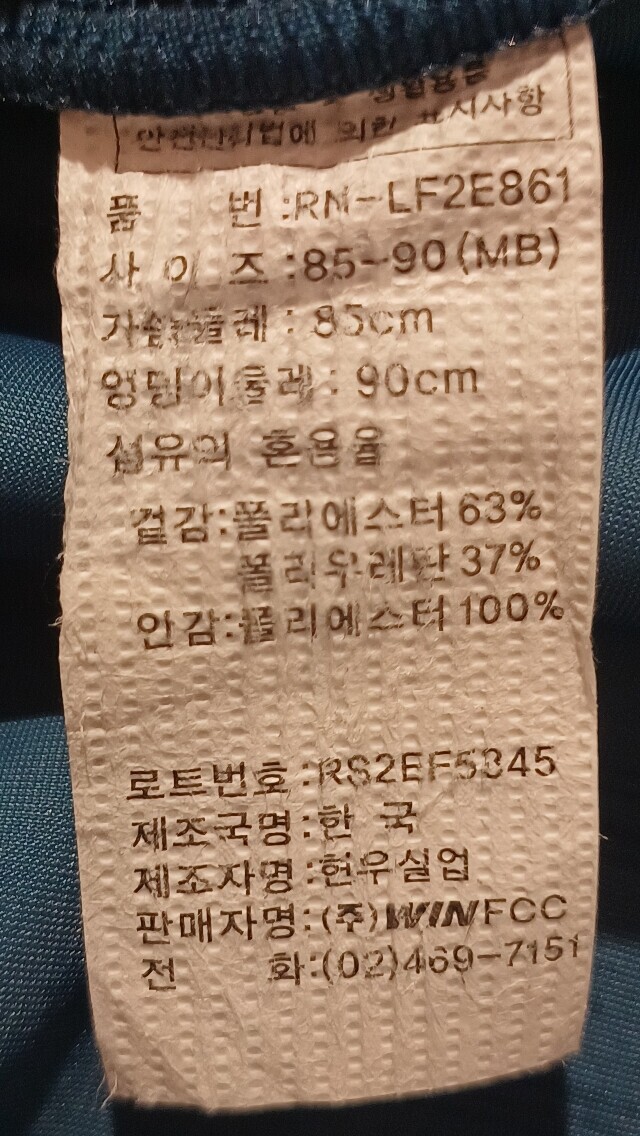 생활용품
안전관리법에 의한 표시사항
품 번 :RN-LF2E861
사 이 즈 :85-90(MB)
가슴둘레 : 85cm
엉덩이둘레 : 90cm
섬유의 혼용율
겉감:폴리에스터 63%
폴리우레탄 37%
안감:폴리에스터 100%
로트번호 :RS2EF5345
제조국명 :한 국
제조자명 :현우실업
판매자명 :(주)WINFCC
전 화:(02)469-7151